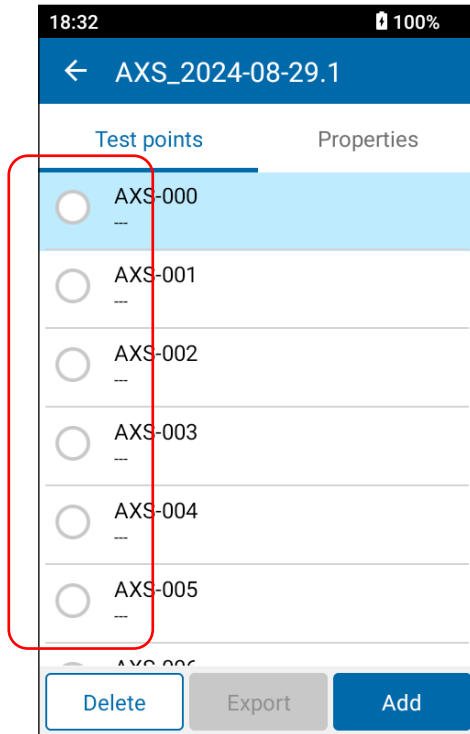 18:32 100%
← AXS_2024-08-29.1
Test points Properties
AXS-000
---
AXS-001
---
AXS-002
---
AXS-003
---
AXS-004
---
AXS-005
---
Delete Export Add